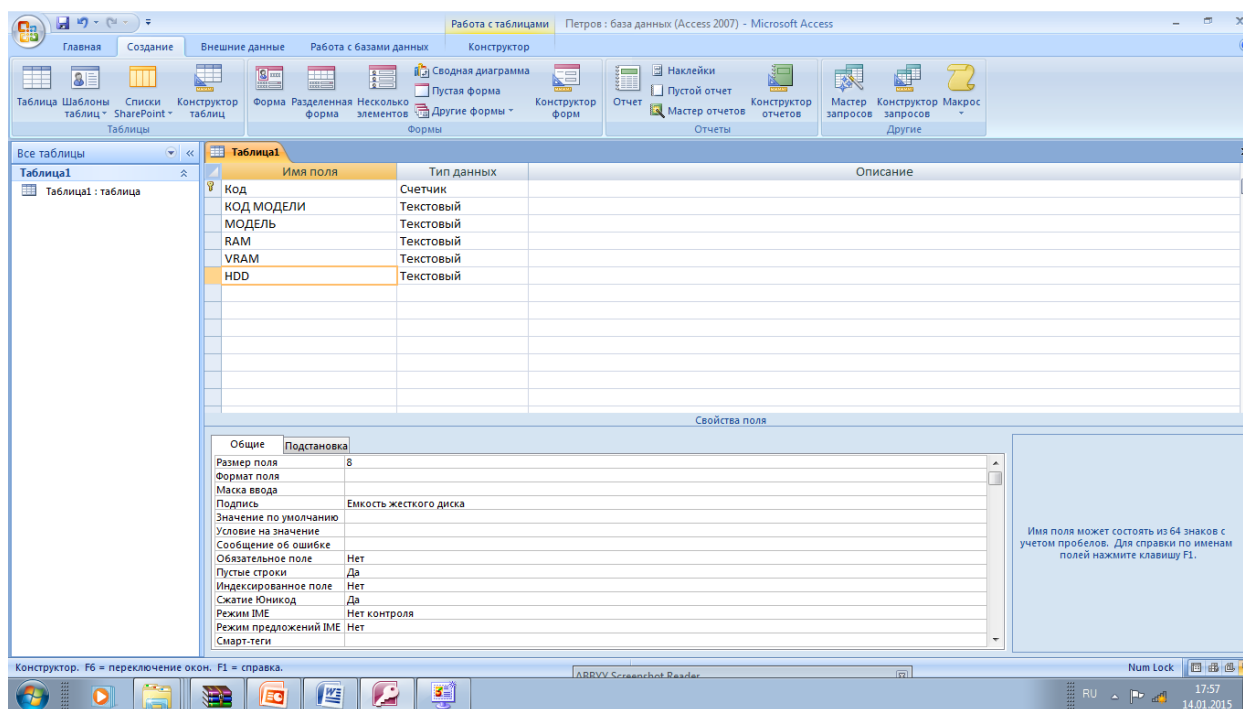 Работа с таблицами Петров : база данных (Access 2007) - Microsoft Access
Главная Создание Внешние данные Работа с базами данных Конструктор
Таблица Шаблоны таблиц Списки SharePoint Конструктор таблиц
Таблицы
Форма Разделенная форма Несколько элементов
Сводная диаграмма
Пустая форма
Другие формы
Конструктор форм
Формы
Отчет
Наклейки
Пустой отчет
Мастер отчетов
Конструктор отчетов
Отчеты
Мастер запросов Конструктор запросов Макрос
Другие
Все таблицы
Таблица1
Таблица1 : таблица
Таблица1
Имя поля Тип данных Описание
Код Счетчик
КОД МОДЕЛИ Текстовый
МОДЕЛЬ Текстовый
RAM Текстовый
VRAM Текстовый
HDD Текстовый
Свойства поля
Общие Подстановка
Размер поля 8
Формат поля
Маска ввода
Подпись Емкость жесткого диска
Значение по умолчанию
Условие на значение
Сообщение об ошибке
Обязательное поле Нет
Пустые строки Да
Индексированное поле Нет
Сжатие Юникод Да
Режим IME Нет контроля
Режим предложений IME Нет
Смарт-теги
Имя поля может состоять из 64 знаков с
учетом пробелов. Для справки по именам
полей нажмите клавишу F1.
Конструктор. F6 = переключение окон. F1 = справка.
Num Lock
ABBYY Screenshot Reader
RU
17:57
14.01.2015